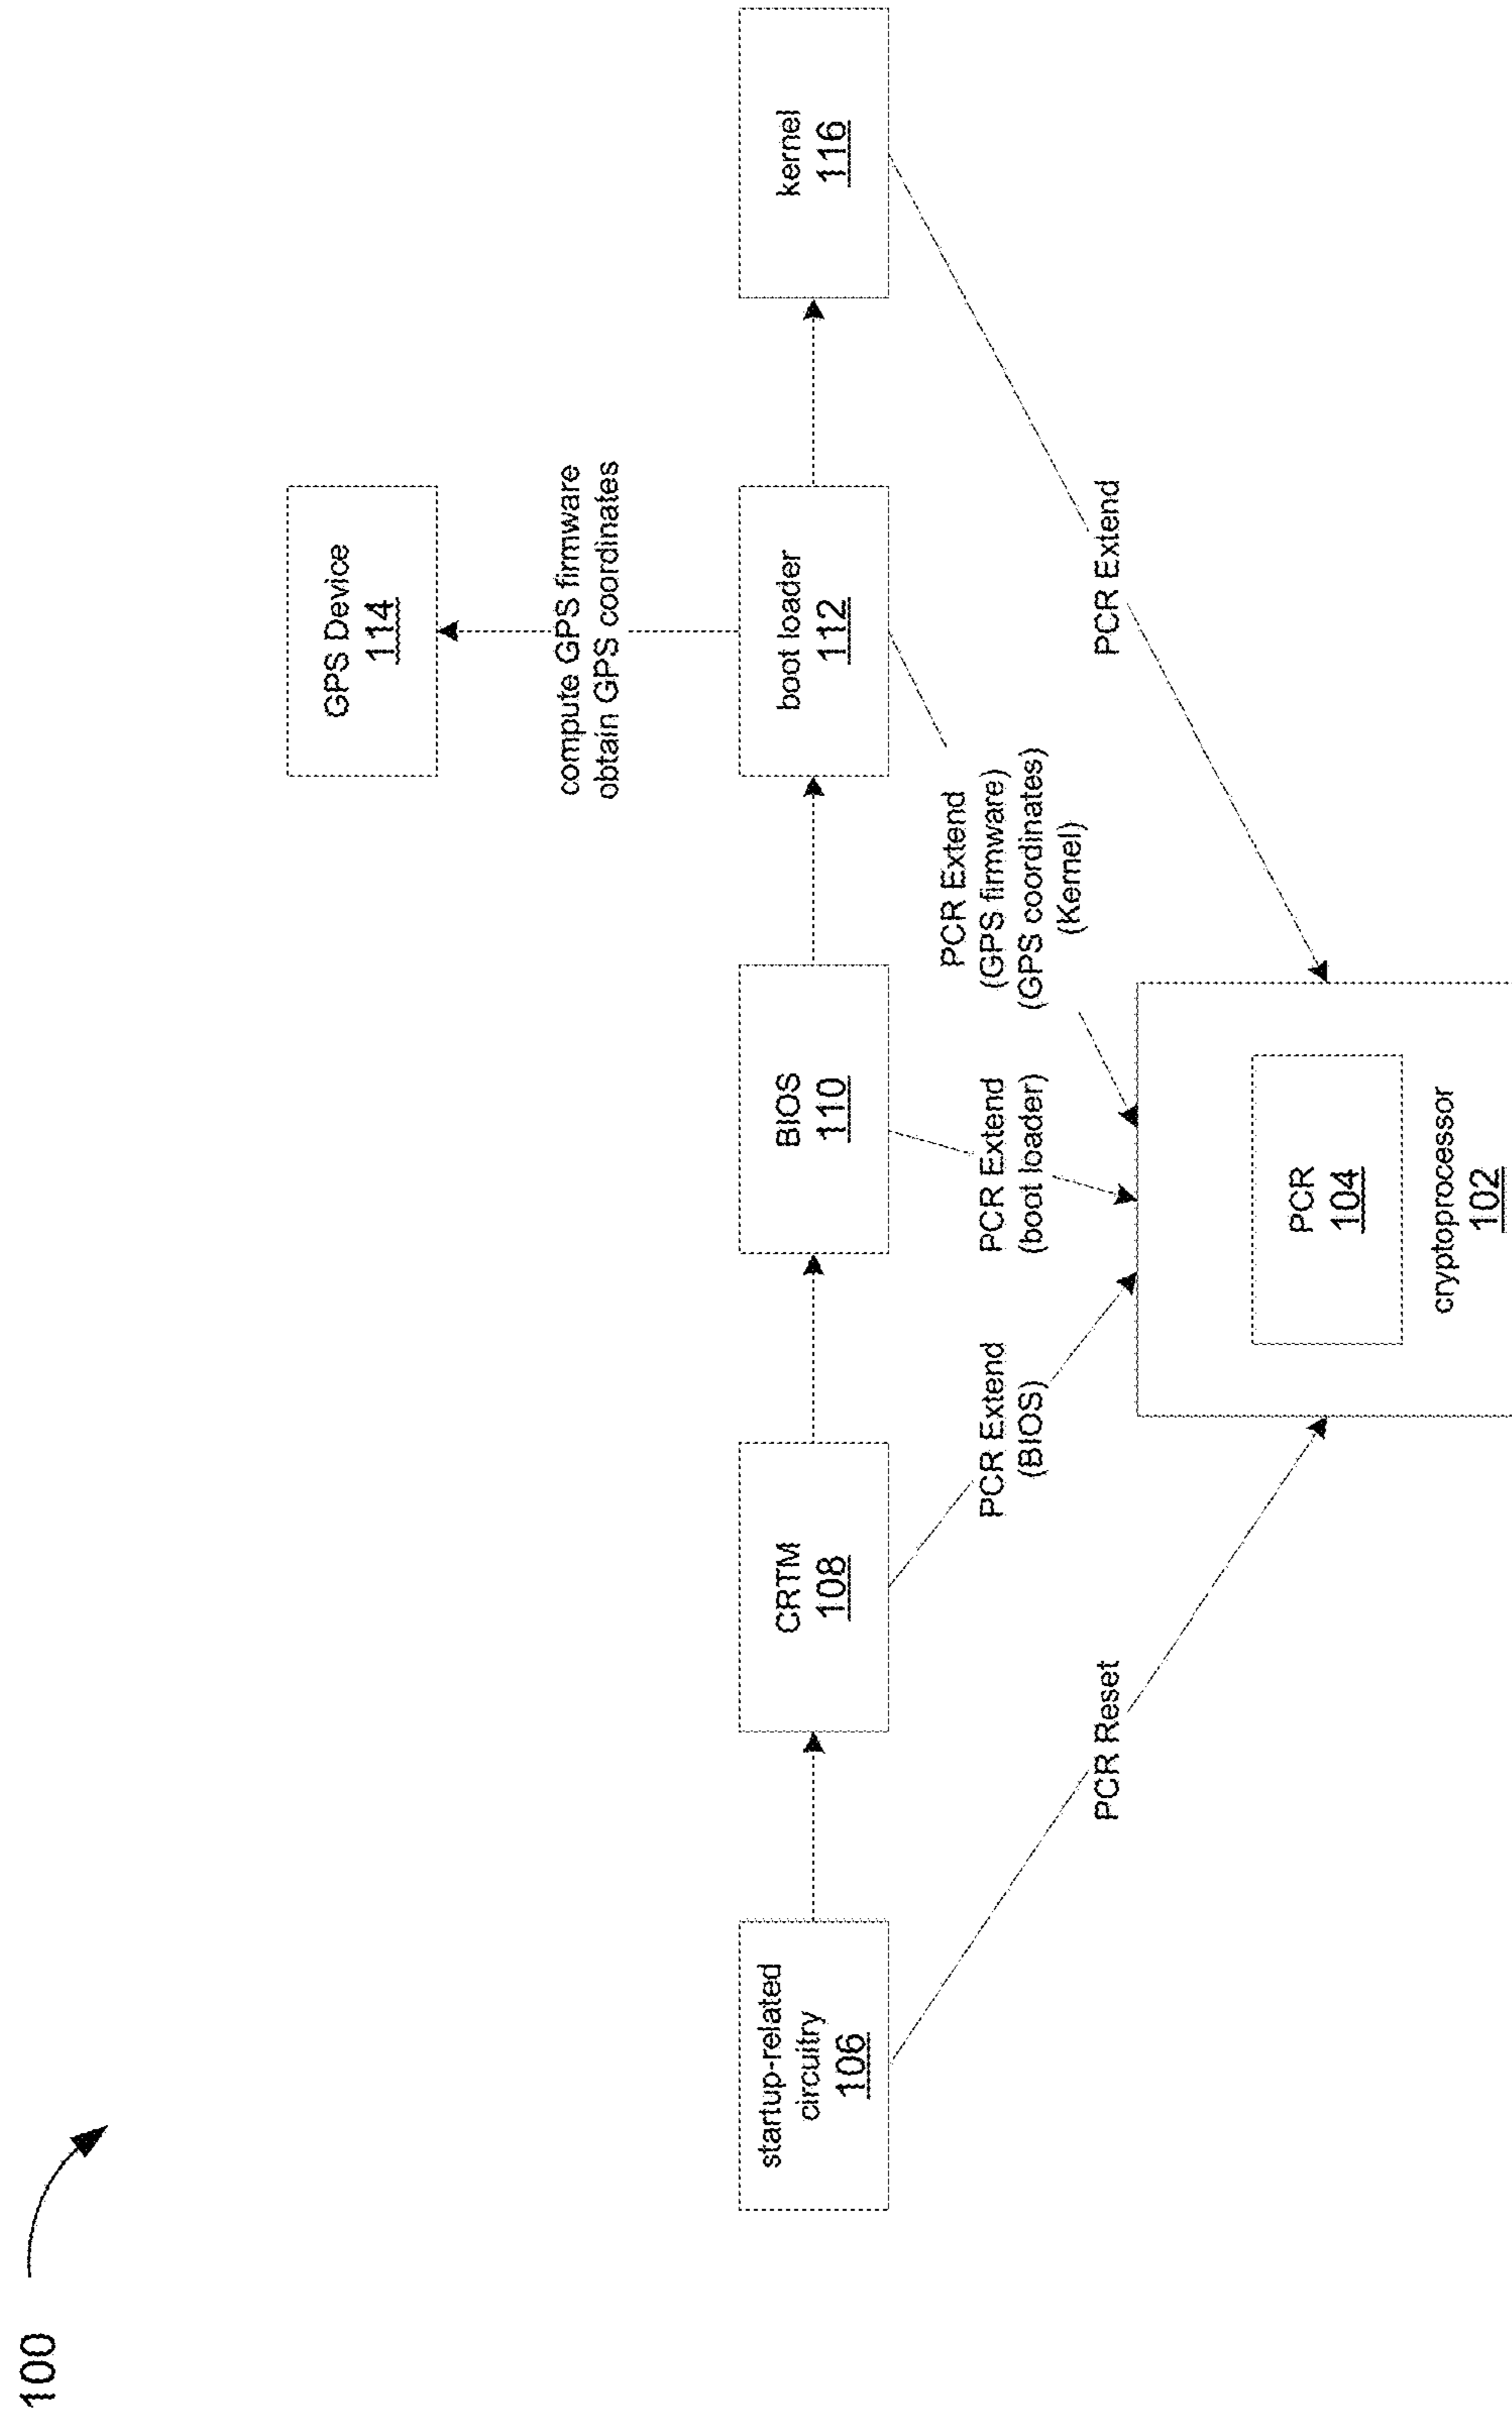 100
GPS Device
114
compute GPS firmware
obtain GPS coordinates
startup-related
circuitry
106
CRTM
108
BIOS
110
boot loader
112
kernel
116
PCR Reset
PCR Extend
(BIOS)
PCR Extend
(boot loader)
PCR Extend
(GPS firmware)
(GPS coordinates)
(Kernel)
PCR Extend
PCR
104
cryptoprocessor
102